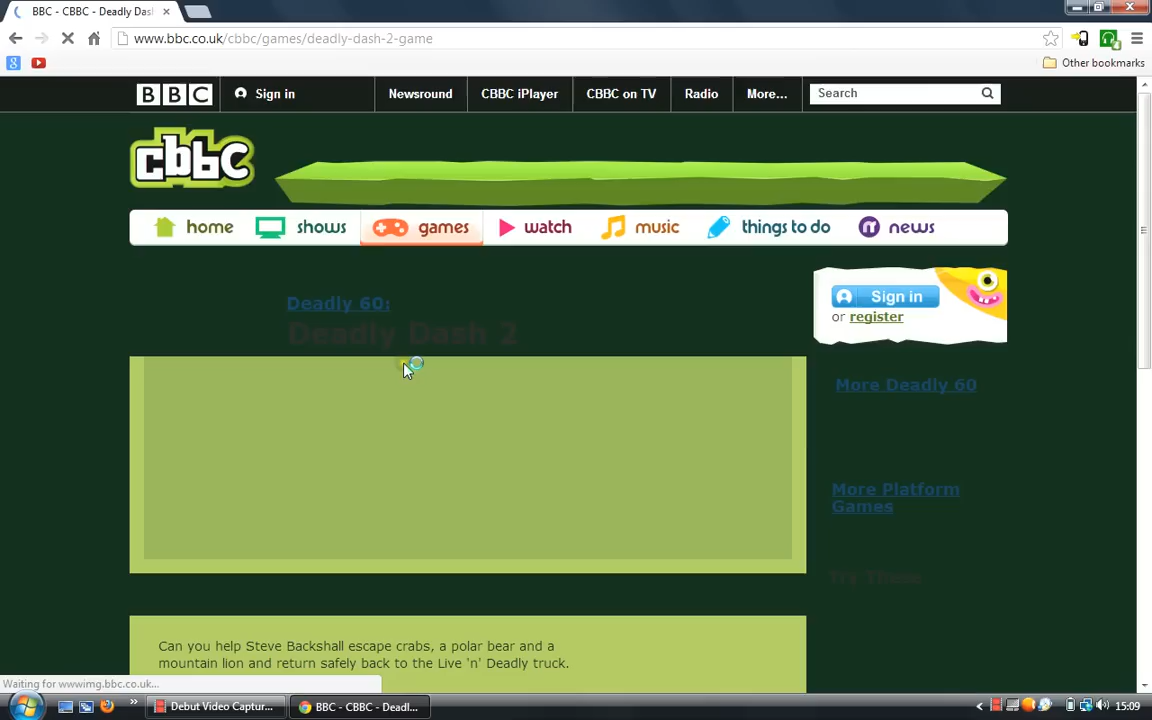 BBC - CBBC - Deadly Das
www.bbc.co.uk/cbbc/games/deadly-dash-2-game
Other bookmarks
BBC Sign in Newsround CBBC iPlayer CBBC on TV Radio More... Search
cbbc
home shows games watch music things to do news
Sign in
or register
Deadly 60:
Deadly Dash 2
More Deadly 60
More Platform
Games
Try These
Can you help Steve Backshall escape crabs, a polar bear and a
mountain lion and return safely back to the Live 'n' Deadly truck.
Waiting for wwwimg.bbc.co.uk...
Debut Video Captur... BBC - CBBC - Deadl... 15:09